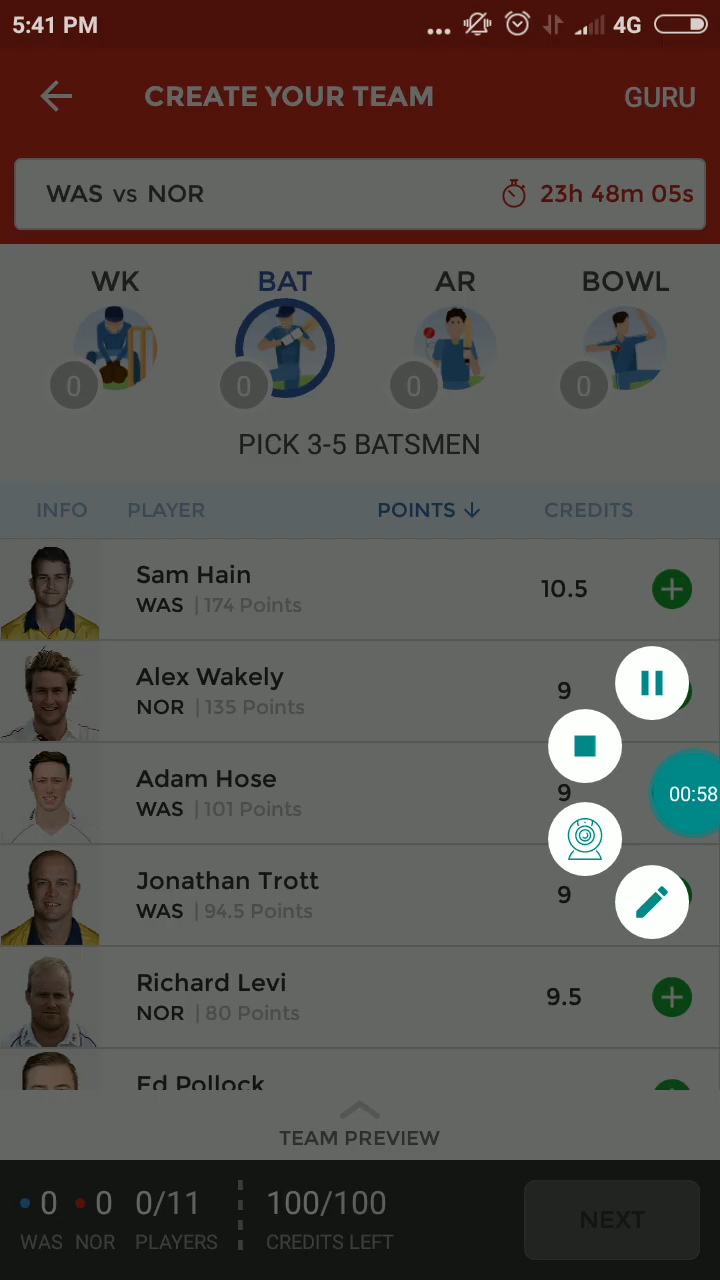 5:41 PM ... 4G
CREATE YOUR TEAM GURU
WAS vs NOR 23h 48m 05s
WK BAT AR BOWL
0 0 0 0
PICK 3-5 BATSMEN
INFO PLAYER POINTS ↓ CREDITS
Sam Hain 10.5
WAS | 174 Points
Alex Wakely 9
NOR | 135 Points
Adam Hose 9
WAS | 101 Points
00:58
Jonathan Trott 9
WAS | 94.5 Points
Richard Levi 9.5
NOR | 80 Points
Ed Pollock
TEAM PREVIEW
0 0 0/11 100/100 NEXT
WAS NOR PLAYERS CREDITS LEFT